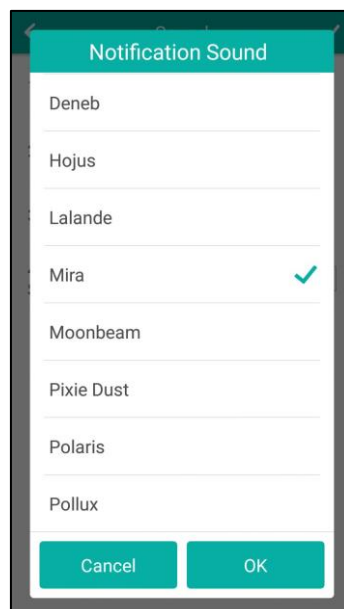 Notification Sound
Deneb
Hojus
Lalande
Mira
Moonbeam
Pixie Dust
Polaris
Pollux
Cancel OK